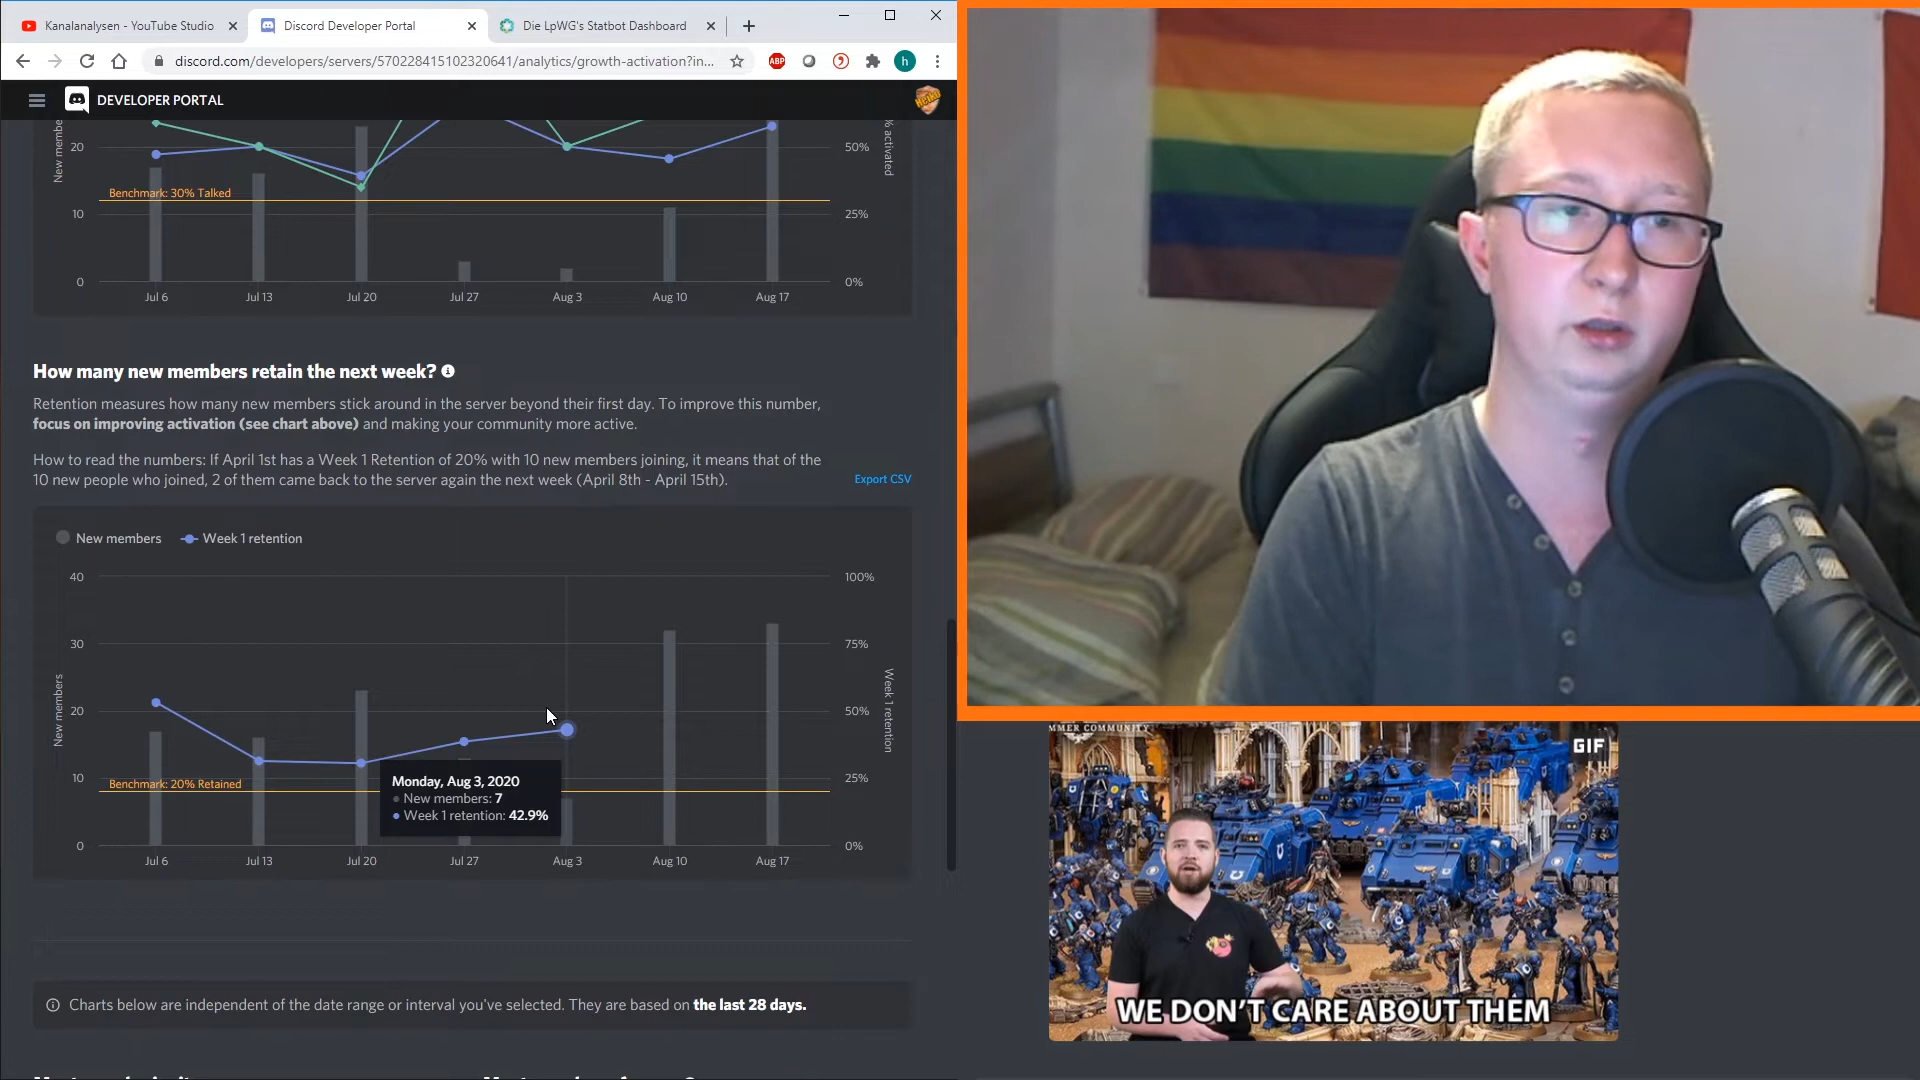 Kanalanalysen - YouTube Studio
Discord Developer Portal
Die LpWG's Statbot Dashboard
discord.com/developers/servers/570228415102320641/analytics/growth-activation?in...
ABP
h
DEVELOPER PORTAL
New membe
% activated
20
50%
Benchmark: 30% Talked
10
25%
0
0%
Jul 6
Jul 13
Jul 20
Jul 27
Aug 3
Aug 10
Aug 17
How many new members retain the next week?
Retention measures how many new members stick around in the server beyond their first day. To improve this number,
focus on improving activation (see chart above) and making your community more active.
How to read the numbers: If April 1st has a Week 1 Retention of 20% with 10 new members joining, it means that of the
10 new people who joined, 2 of them came back to the server again the next week (April 8th - April 15th).
Export CSV
New members
Week 1 retention
40
100%
30
75%
20
50%
10
25%
0
0%
New members
Week 1 retention
Benchmark: 20% Retained
Monday, Aug 3, 2020
New members: 7
Week 1 retention: 42.9%
Jul 6
Jul 13
Jul 20
Jul 27
Aug 3
Aug 10
Aug 17
Charts below are independent of the date range or interval you've selected. They are based on the last 28 days.
MMER COMMUNITY
GIF
WE DON'T CARE ABOUT THEM